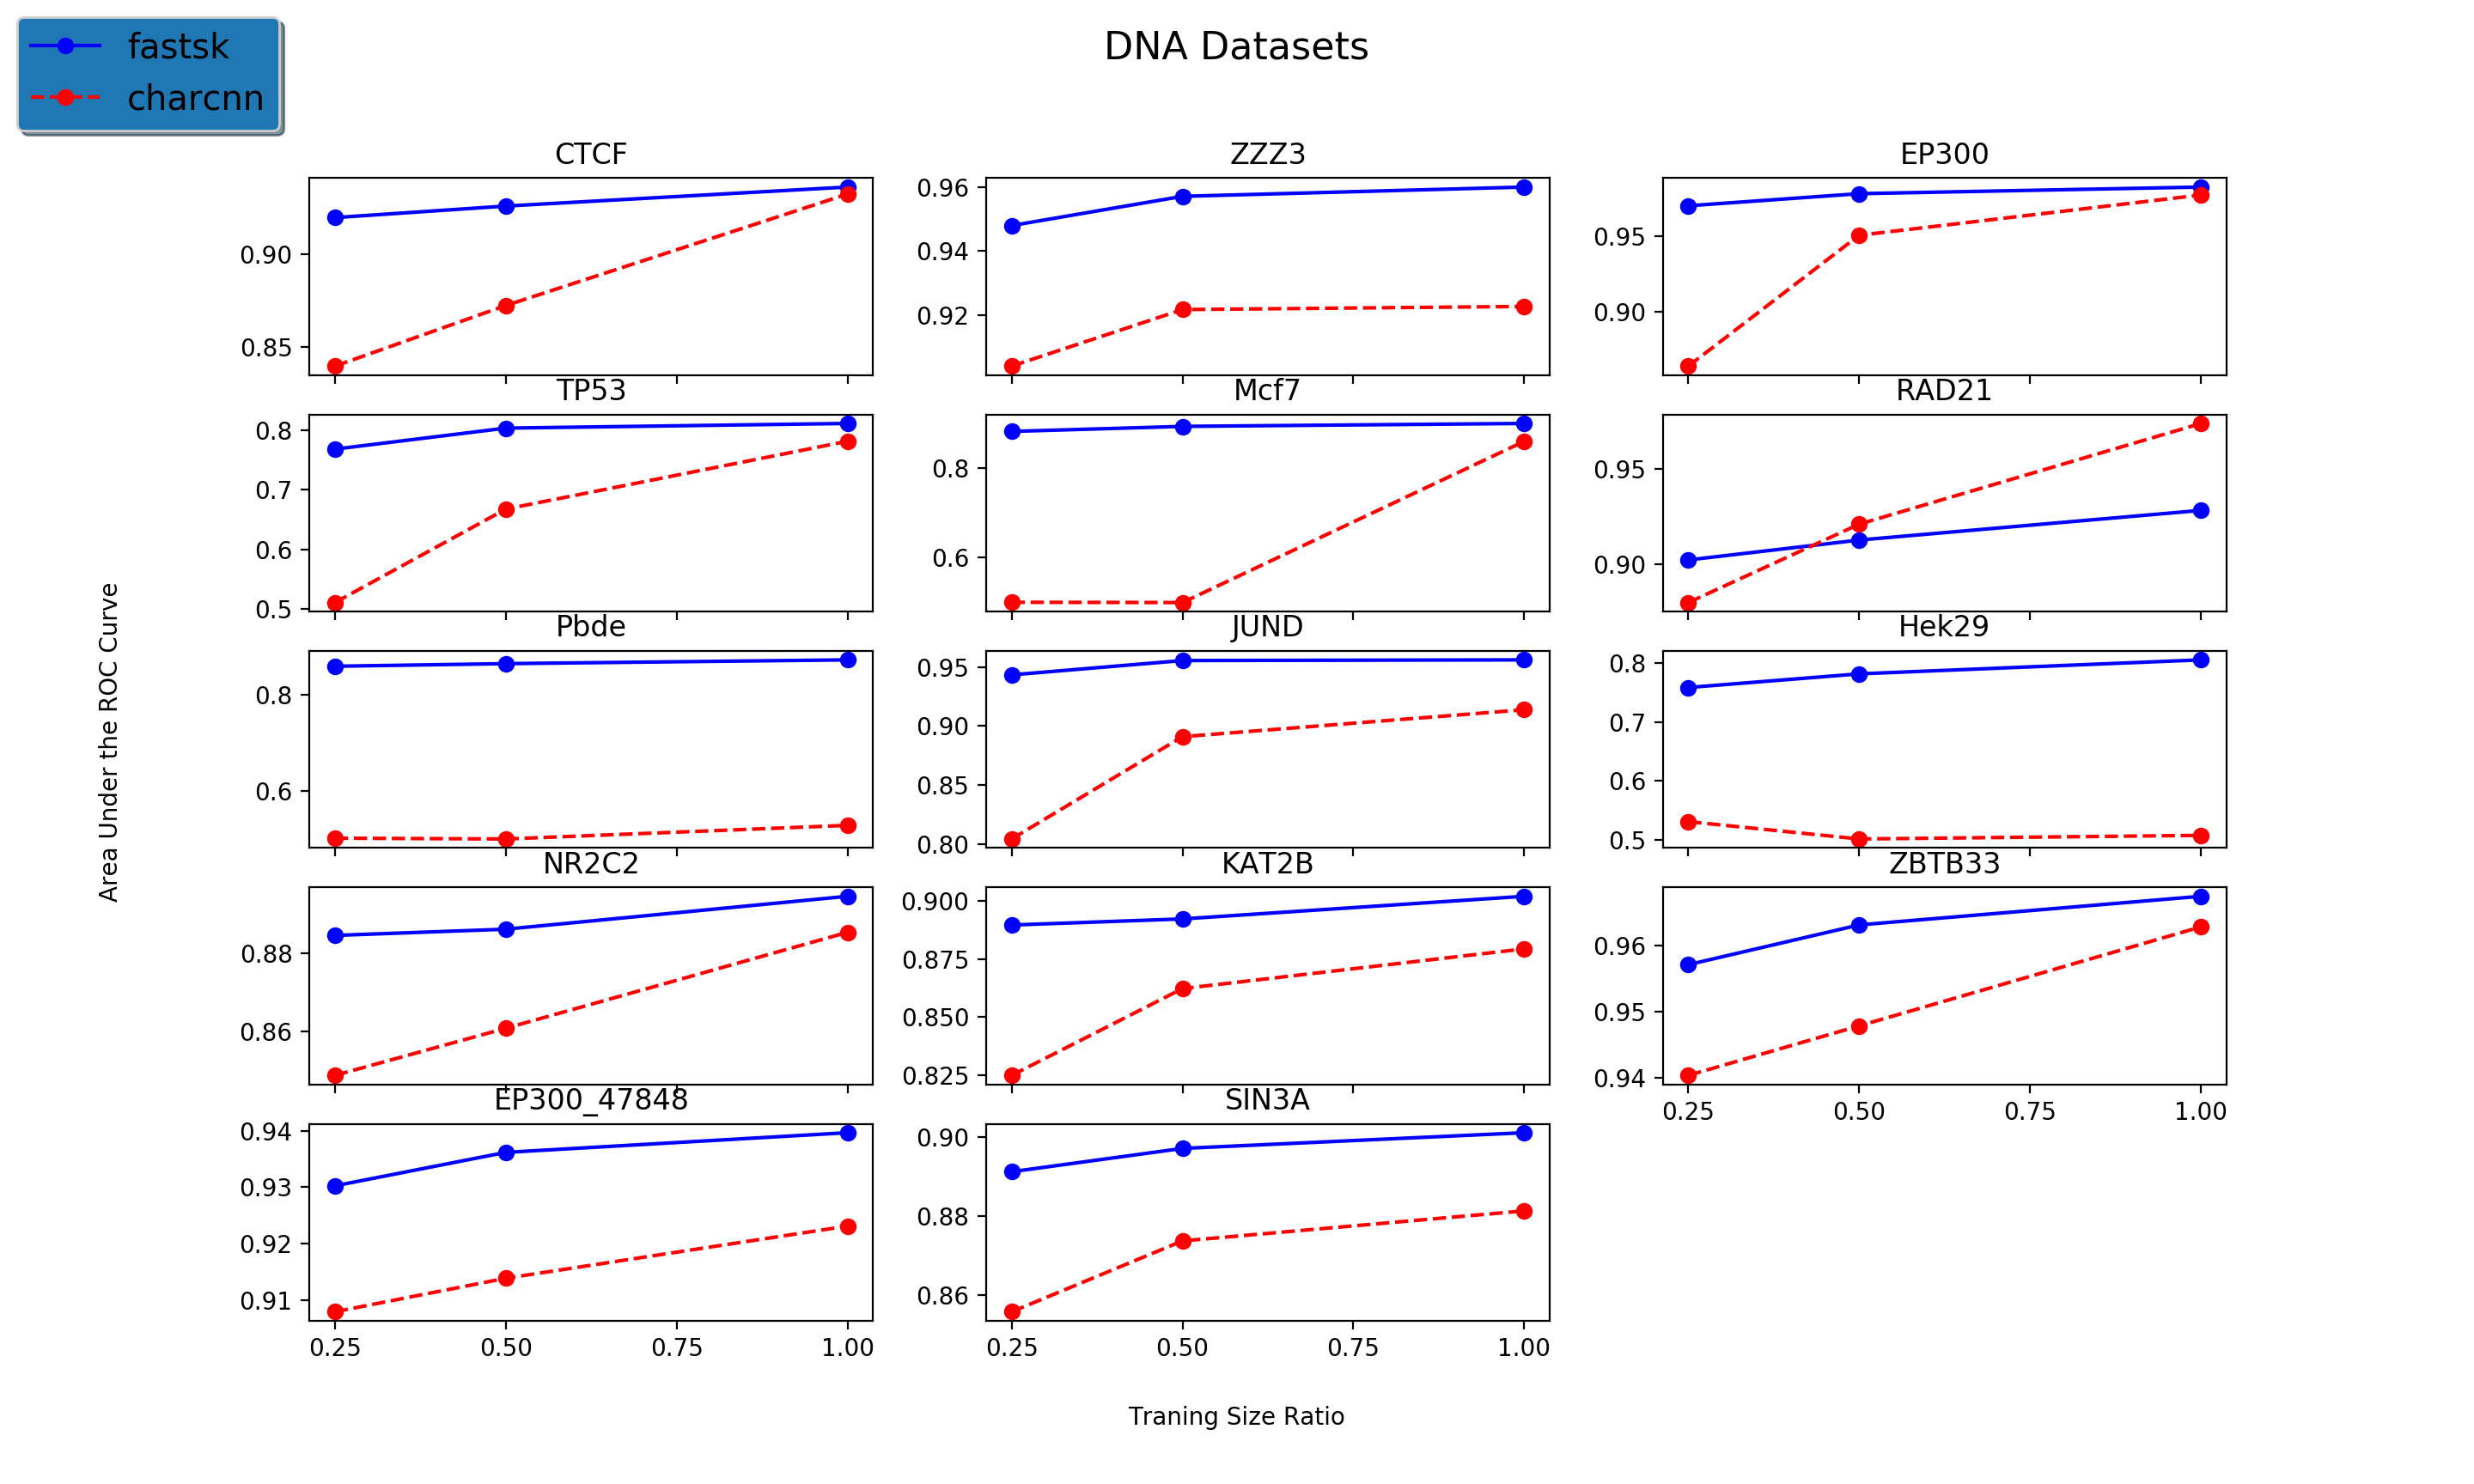 fastsk
charcnn
DNA Datasets
CTCF
0.90
0.85
ZZZ3
0.96
0.94
0.92
EP300
0.95
0.90
TP53
0.8
0.7
0.6
0.5
Mcf7
0.8
0.6
RAD21
0.95
0.90
Area Under the ROC Curve
Pbde
0.8
0.6
JUND
0.95
0.90
0.85
0.80
Hek29
0.8
0.7
0.6
0.5
NR2C2
0.88
0.86
KAT2B
0.900
0.875
0.850
0.825
ZBTB33
0.96
0.95
0.94
0.25 0.50 0.75 1.00
EP300_47848
0.94
0.93
0.92
0.91
0.25 0.50 0.75 1.00
SIN3A
0.90
0.88
0.86
0.25 0.50 0.75 1.00
Traning Size Ratio